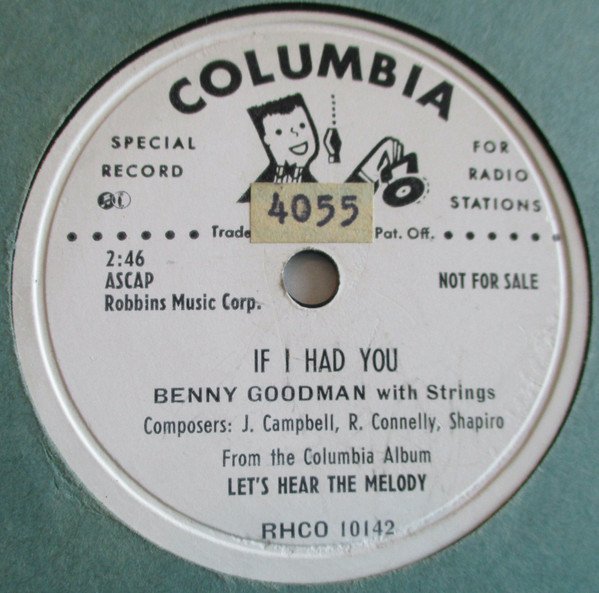 COLUMBIA
SPECIAL
RECORD
FOR
RADIO
STATIONS
4055
Trade
Pat. Off.
2:46
ASCAP
Robbins Music Corp.
NOT FOR SALE
IF I HAD YOU
BENNY GOODMAN with Strings
Composers: J. Campbell, R. Connelly, Shapiro
From the Columbia Album
LET'S HEAR THE MELODY
RHCO 10142